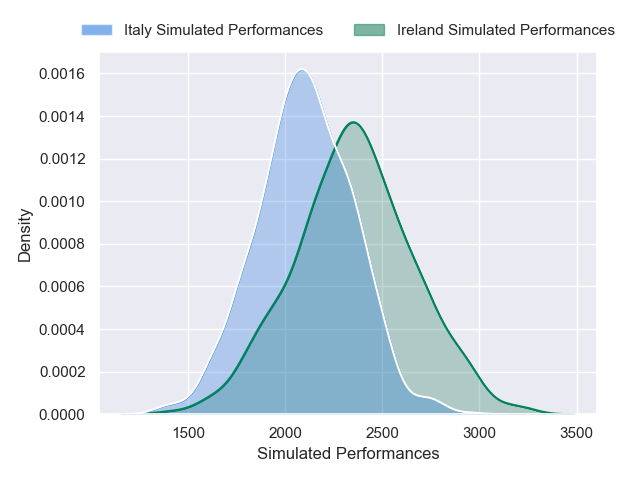 Italy Simulated Performances Ireland Simulated Performances
0.0016
0.0014
0.0012
0.0010
0.0008
0.0006
0.0004
0.0002
0.0000
Density
1500 2000 2500 3000 3500
Simulated Performances